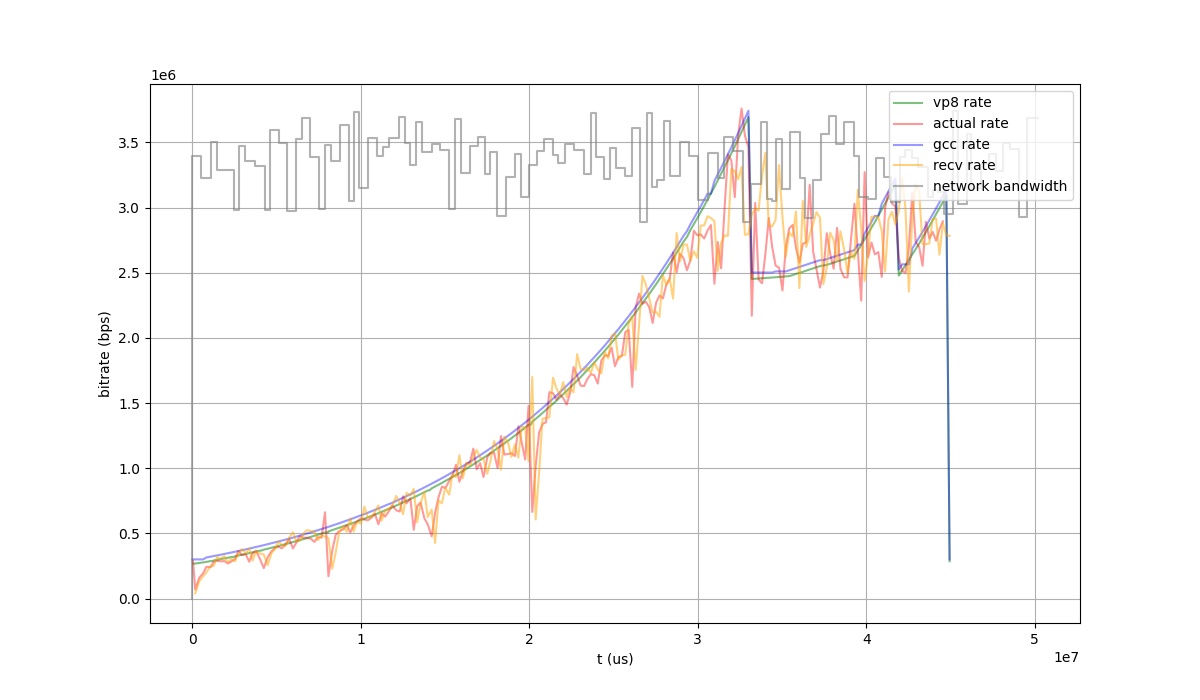 1e6
3.5
3.0
2.5
2.0
1.5
1.0
0.5
0.0
bitrate (bps)
vp8 rate
actual rate
gcc rate
recv rate
network bandwidth
0
1
2
3
4
5
t (us)
1e7